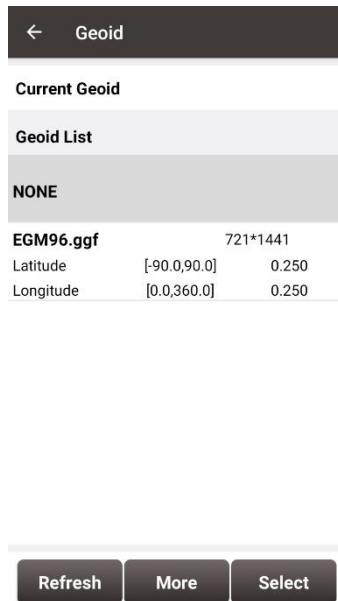 Geoid
Current Geoid
Geoid List
NONE
EGM96.ggf 721*1441
Latitude [-90.0,90.0] 0.250
Longitude [0.0,360.0] 0.250
Refresh More Select